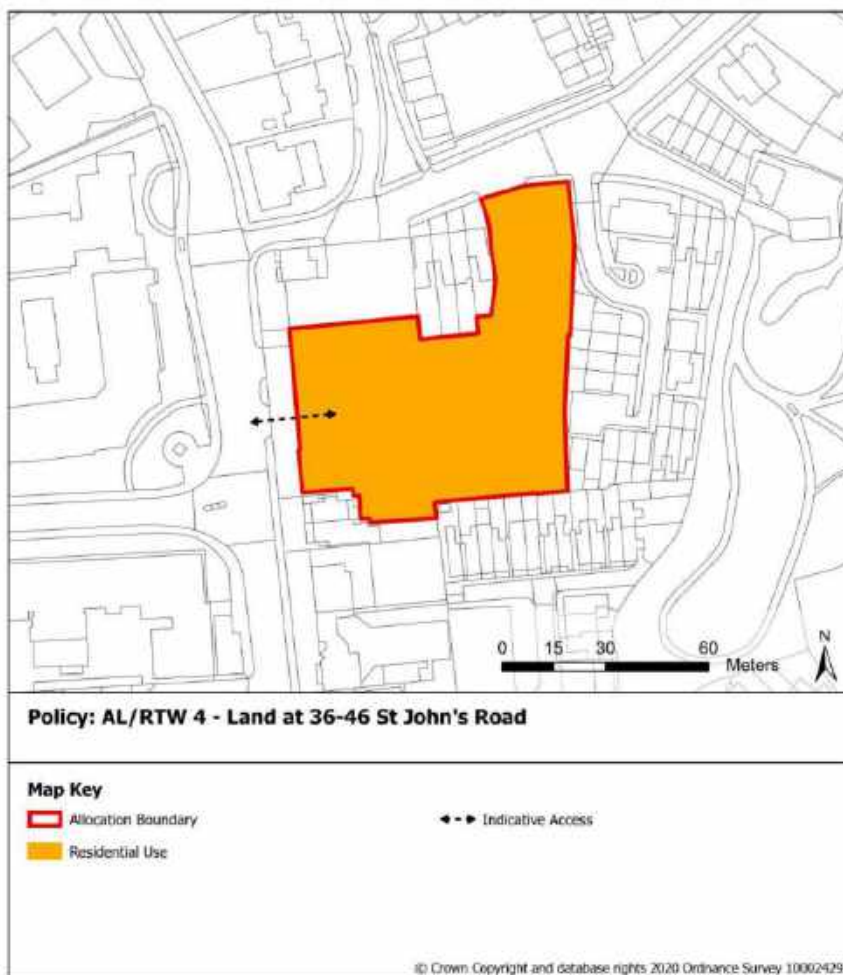 0 15 30 60
Meters
N
Policy: AL/RTW 4 - Land at 36-46 St John's Road
Map Key
Allocation Boundary
Indicative Access
Residential Use
© Crown Copyright and database rights 2020 Ordnance Survey 10002429